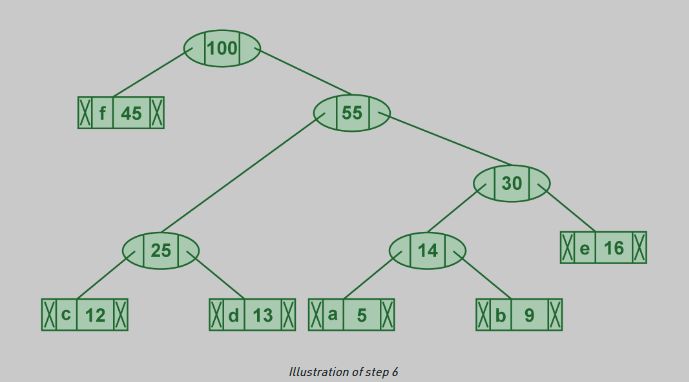 100
f 45
55
30
25
14
e 16
c 12
d 13
a 5
b 9
Illustration of step 6